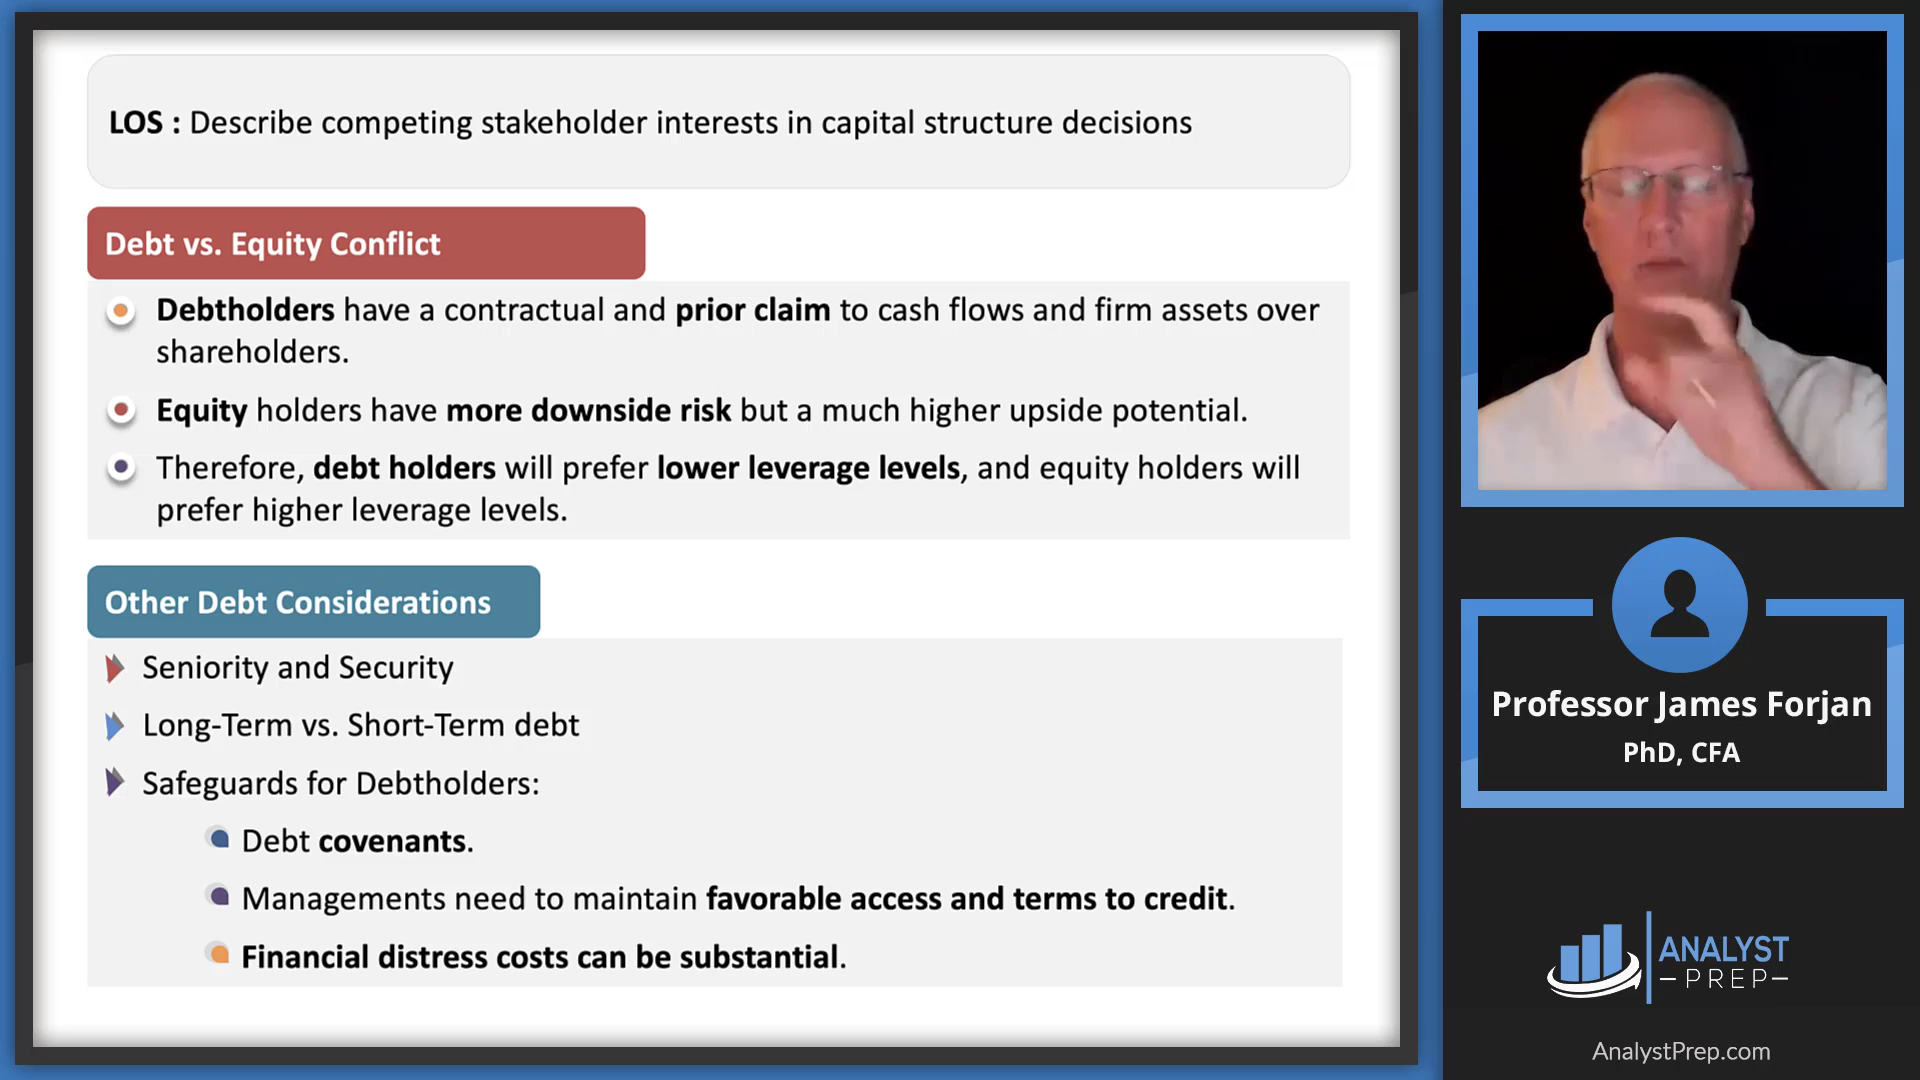 LOS : Describe competing stakeholder interests in capital structure decisions
Debt vs. Equity Conflict
Debtholders have a contractual and prior claim to cash flows and firm assets over
shareholders.
Equity holders have more downside risk but a much higher upside potential.
Therefore, debt holders will prefer lower leverage levels, and equity holders will
prefer higher leverage levels.
Other Debt Considerations
Seniority and Security
Long-Term vs. Short-Term debt
Safeguards for Debtholders:
Debt covenants.
Managements need to maintain favorable access and terms to credit.
Financial distress costs can be substantial.
Professor James Forjan
PhD, CFA
ANALYST
PREP
AnalystPrep.com